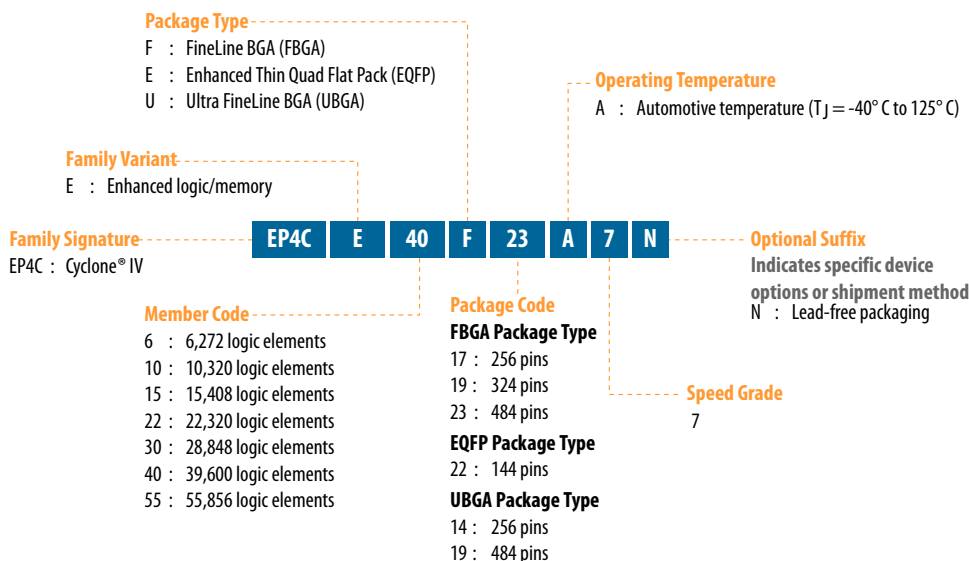 Package Type
F : FineLine BGA (FBGA)
E : Enhanced Thin Quad Flat Pack (EQFP)
U : Ultra FineLine BGA (UBGA)
Operating Temperature
A : Automotive temperature (T J = -40° C to 125° C)
Family Variant
E : Enhanced logic/memory
Family Signature
EP4C : Cyclone® IV
EP4C E 40 F 23 A 7 N
Optional Suffix
Indicates specific device
options or shipment method
N : Lead-free packaging
Member Code
6 : 6,272 logic elements
10 : 10,320 logic elements
15 : 15,408 logic elements
22 : 22,320 logic elements
30 : 28,848 logic elements
40 : 39,600 logic elements
55 : 55,856 logic elements
Package Code
FBGA Package Type
17 : 256 pins
19 : 324 pins
23 : 484 pins
EQFP Package Type
22 : 144 pins
UBGA Package Type
14 : 256 pins
19 : 484 pins
Speed Grade
7